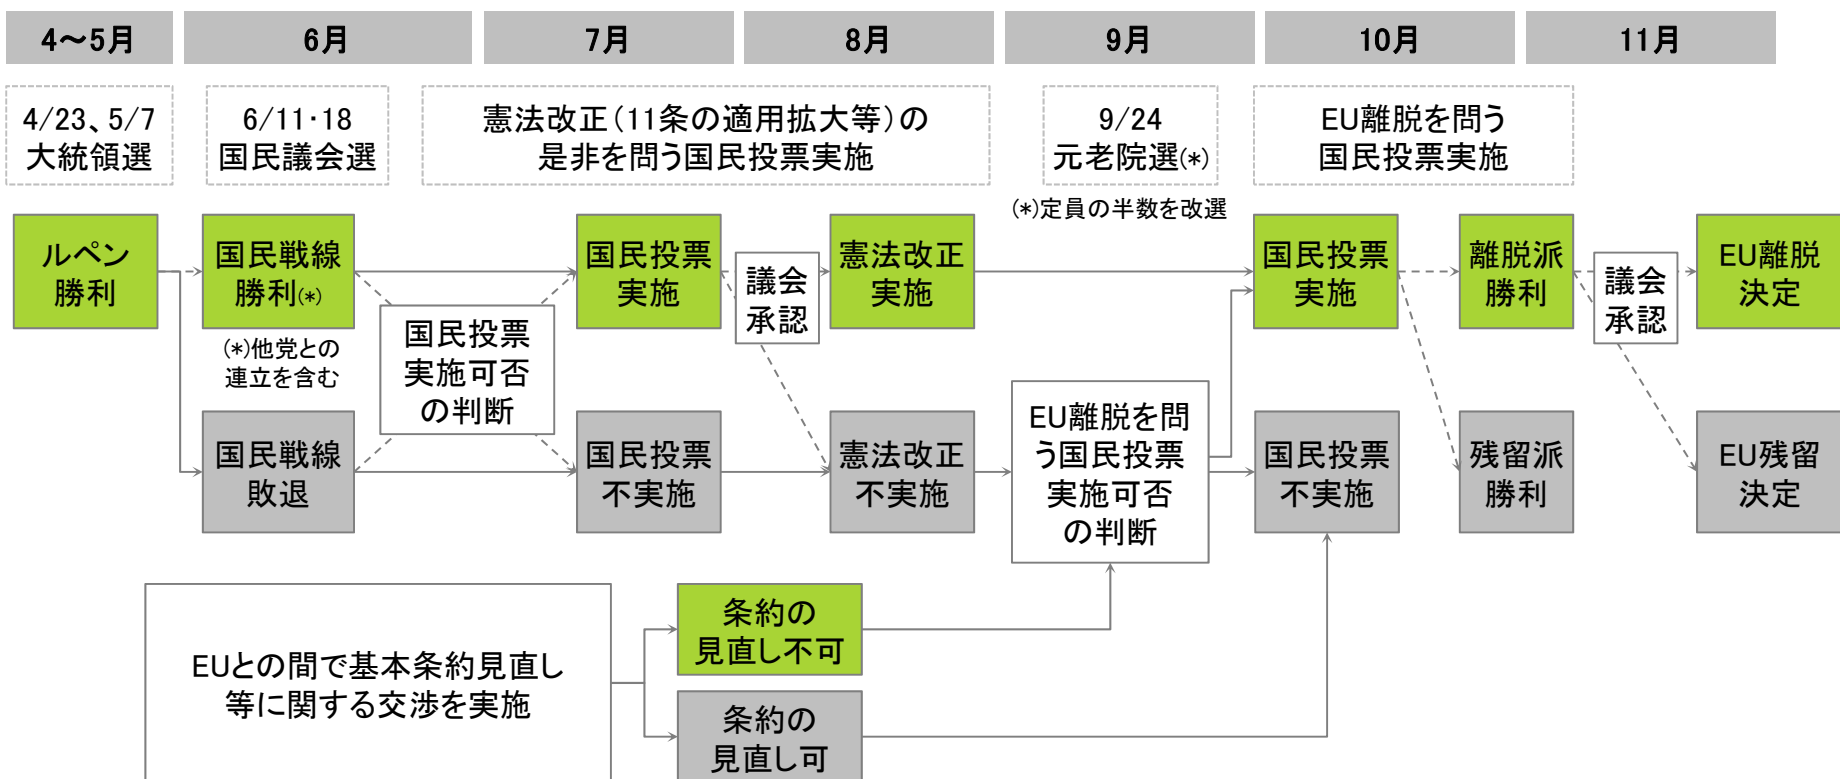 4～5月
6月
7月
8月
9月
10月
11月
4/23、5/7
大統領選
6/11・18
国民議会選
憲法改正（11条の適用拡大等）の
是非を問う国民投票実施
9/24
元老院選(*)
(*)定員の半数を改選
EU離脱を問う
国民投票実施
ルペン
勝利
国民戦線
勝利(*)
(*)他党との
連立を含む
国民投票
実施可否
の判断
国民投票
実施
議会
承認
憲法改正
実施
国民投票
実施
離脱派
勝利
議会
承認
EU離脱
決定
国民戦線
敗退
国民投票
不実施
憲法改正
不実施
EU離脱を問
う国民投票
実施可否
の判断
国民投票
不実施
残留派
勝利
EU残留
決定
EUとの間で基本条約見直し
等に関する交渉を実施
条約の
見直し不可
条約の
見直し可